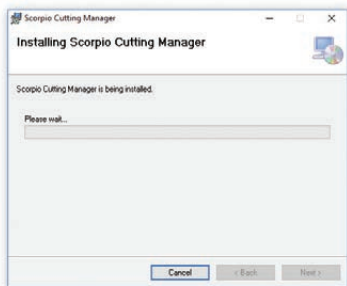 Scorpio Cutting Manager
Installing Scorpio Cutting Manager
Scorpio Cutting Manager is being installed.
Please wait...
Cancel
< Back
Next >